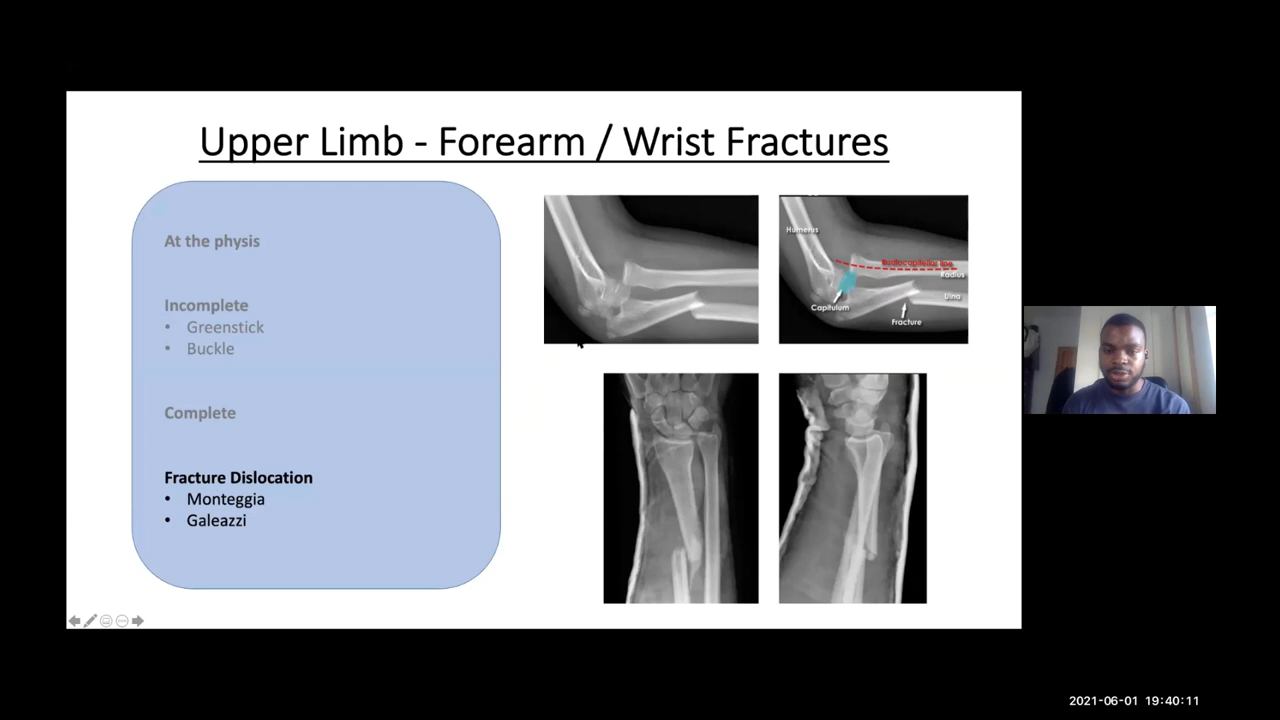 Upper Limb - Forearm / Wrist Fractures
At the physis
Incomplete
• Greenstick
• Buckle
Complete
Fracture Dislocation
• Monteggia
• Galeazzi
Humerus
Radiocapitellar line
Radius
Ulna
Capitulum
Fracture
2021-06-01 19:40:11